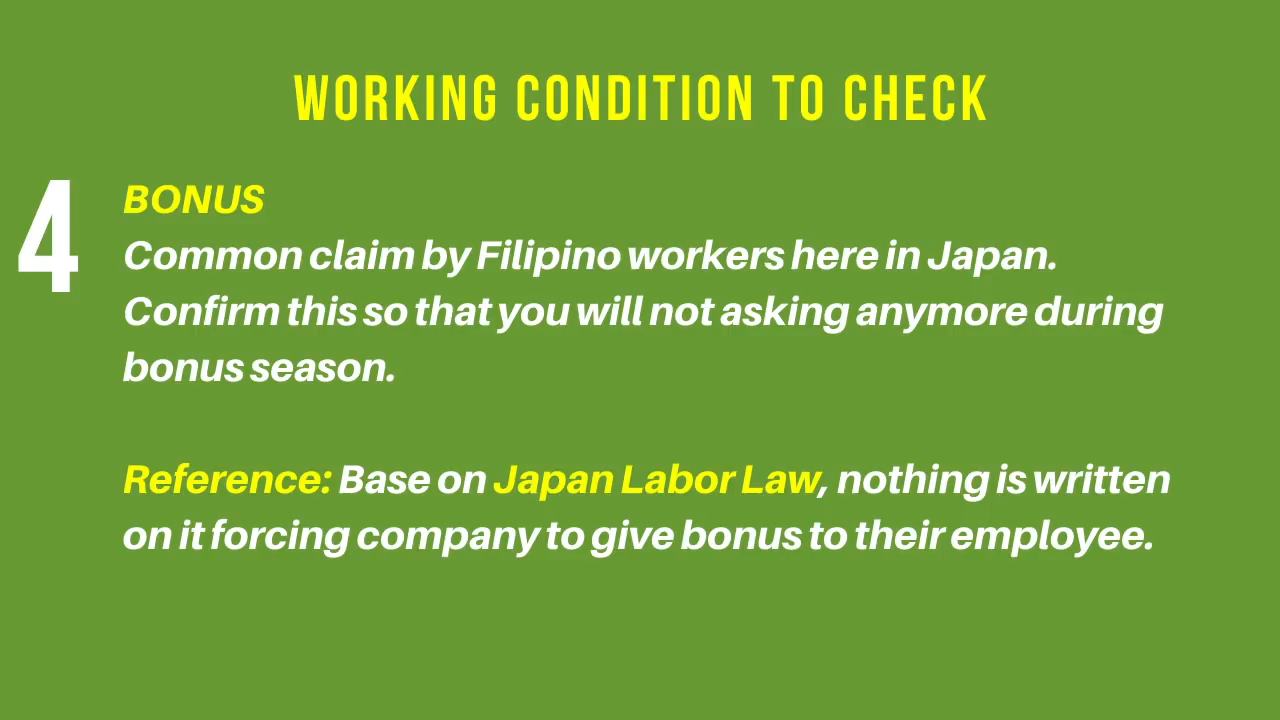 WORKING CONDITION TO CHECK
4
BONUS
Common claim by Filipino workers here in Japan.
Confirm this so that you will not asking anymore during
bonus season.
Reference: Base on Japan Labor Law, nothing is written
on it forcing company to give bonus to their employee.